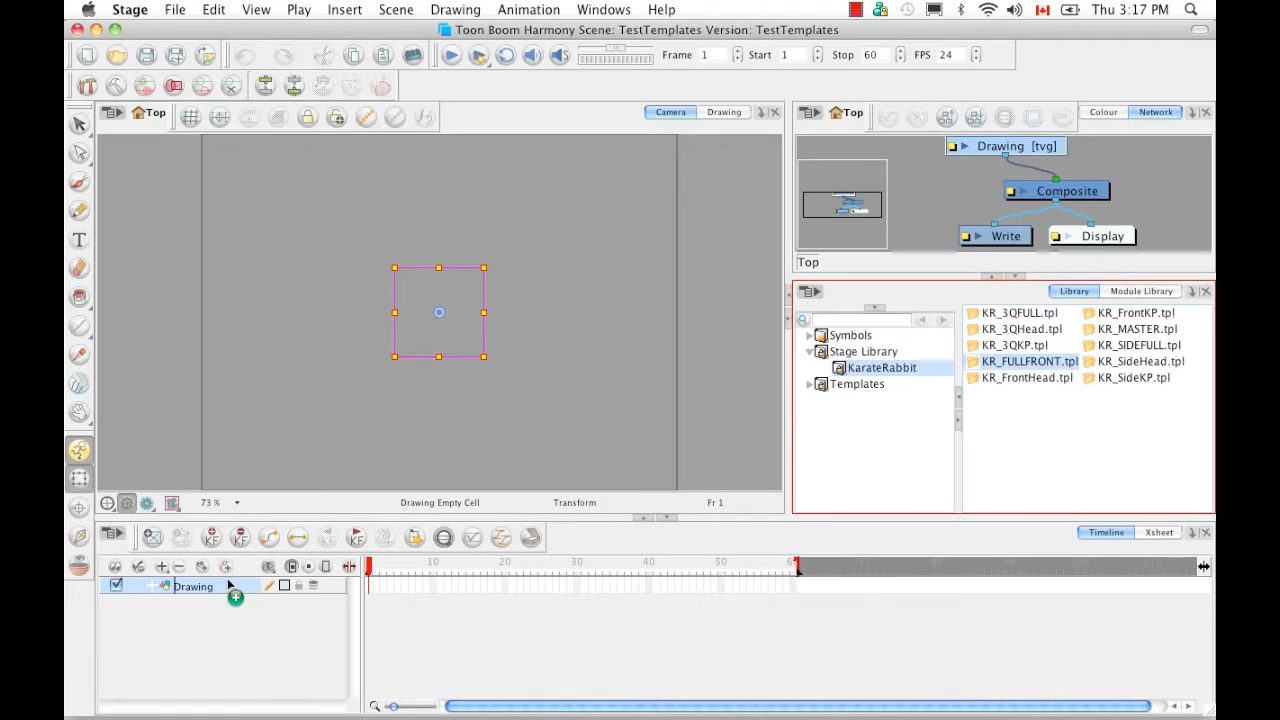 Stage File Edit View Play Insert Scene Drawing Animation Windows Help Thu 3:17 PM
Toon Boom Harmony Scene: TestTemplates Version: TestTemplates
Frame 1 Start 1 Stop 60 FPS 24
Top Camera Drawing
Top Colour Network
Drawing [tvg]
Composite
Write Display
Top
Library Module Library
Symbols
Stage Library
KarateRabbit
Templates
KR_3QFULL.tpl KR_FrontKP.tpl
KR_3QHead.tpl KR_MASTER.tpl
KR_3QKP.tpl KR_SIDEFULL.tpl
KR_FULLFRONT.tpl KR_SideHead.tpl
KR_FrontHead.tpl KR_SideKP.tpl
73 % Drawing Empty Cell Transform Fr 1
KF KF KF Timeline Xsheet
10 20 30 40 50
Drawing